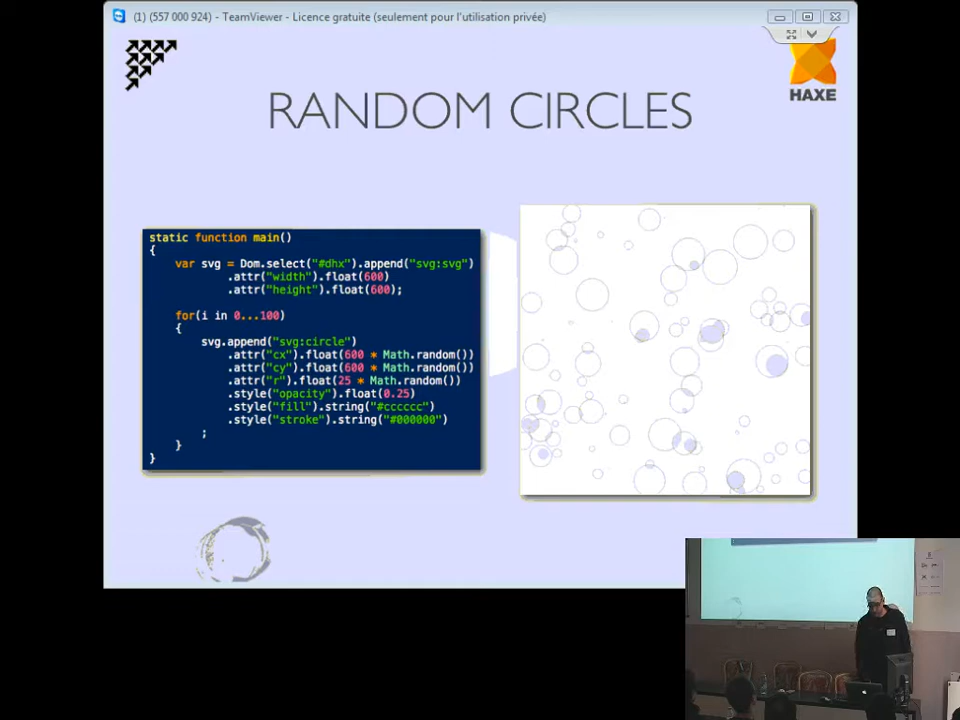 (1) (557 000 924) - TeamViewer - Licence gratuite (seulement pour l'utilisation privée)
HAXE
RANDOM CIRCLES
static function main()
{
var svg = Dom.select("#dhx").append("svg:svg")
.attr("width").float(600)
.attr("height").float(600);
for(i in 0...100)
{
svg.append("svg:circle")
.attr("cx").float(600 * Math.random())
.attr("cy").float(600 * Math.random())
.attr("r").float(25 * Math.random())
.style("opacity").float(0.25)
.style("fill").string("#cccccc")
.style("stroke").string("#000000")
;
}
}